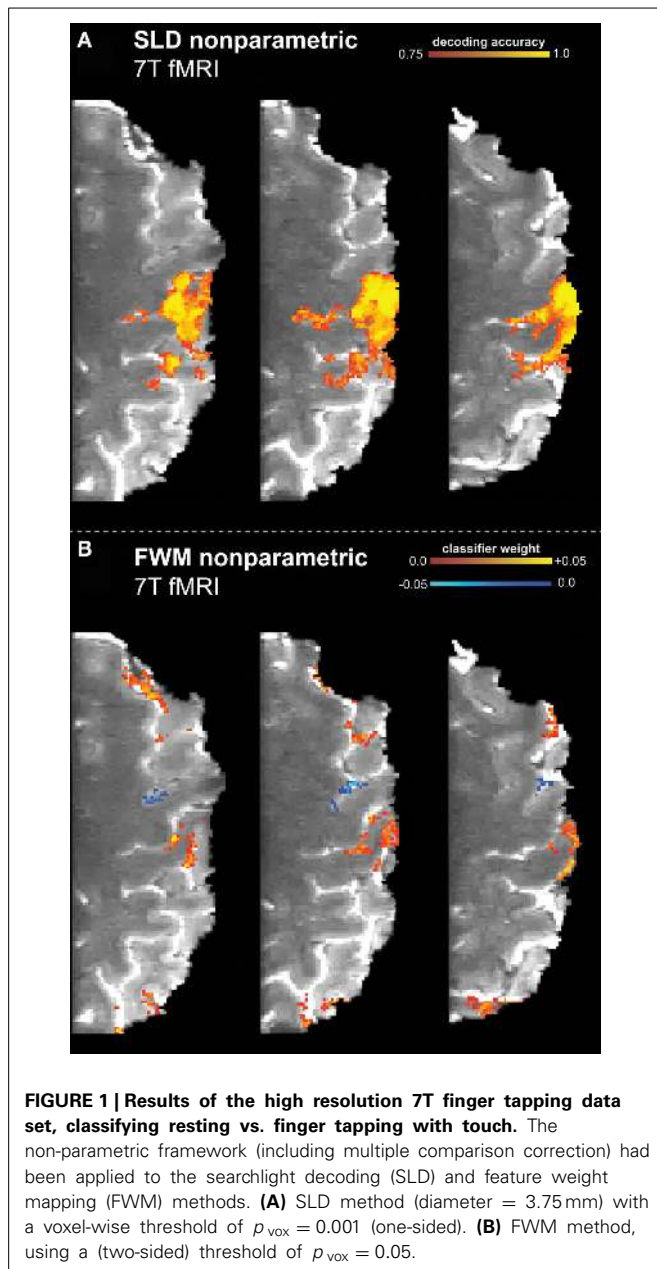 A
SLD nonparametric
7T fMRI
decoding accuracy
0.75 1.0
B
FWM nonparametric
7T fMRI
classifier weight
0.0 +0.05
-0.05 0.0
FIGURE 1 | Results of the high resolution 7T finger tapping data
set, classifying resting vs. finger tapping with touch. The
non-parametric framework (including multiple comparison correction) had
been applied to the searchlight decoding (SLD) and feature weight
mapping (FWM) methods. (A) SLD method (diameter = 3.75 mm) with
a voxel-wise threshold of p vox = 0.001 (one-sided). (B) FWM method,
using a (two-sided) threshold of p vox = 0.05.